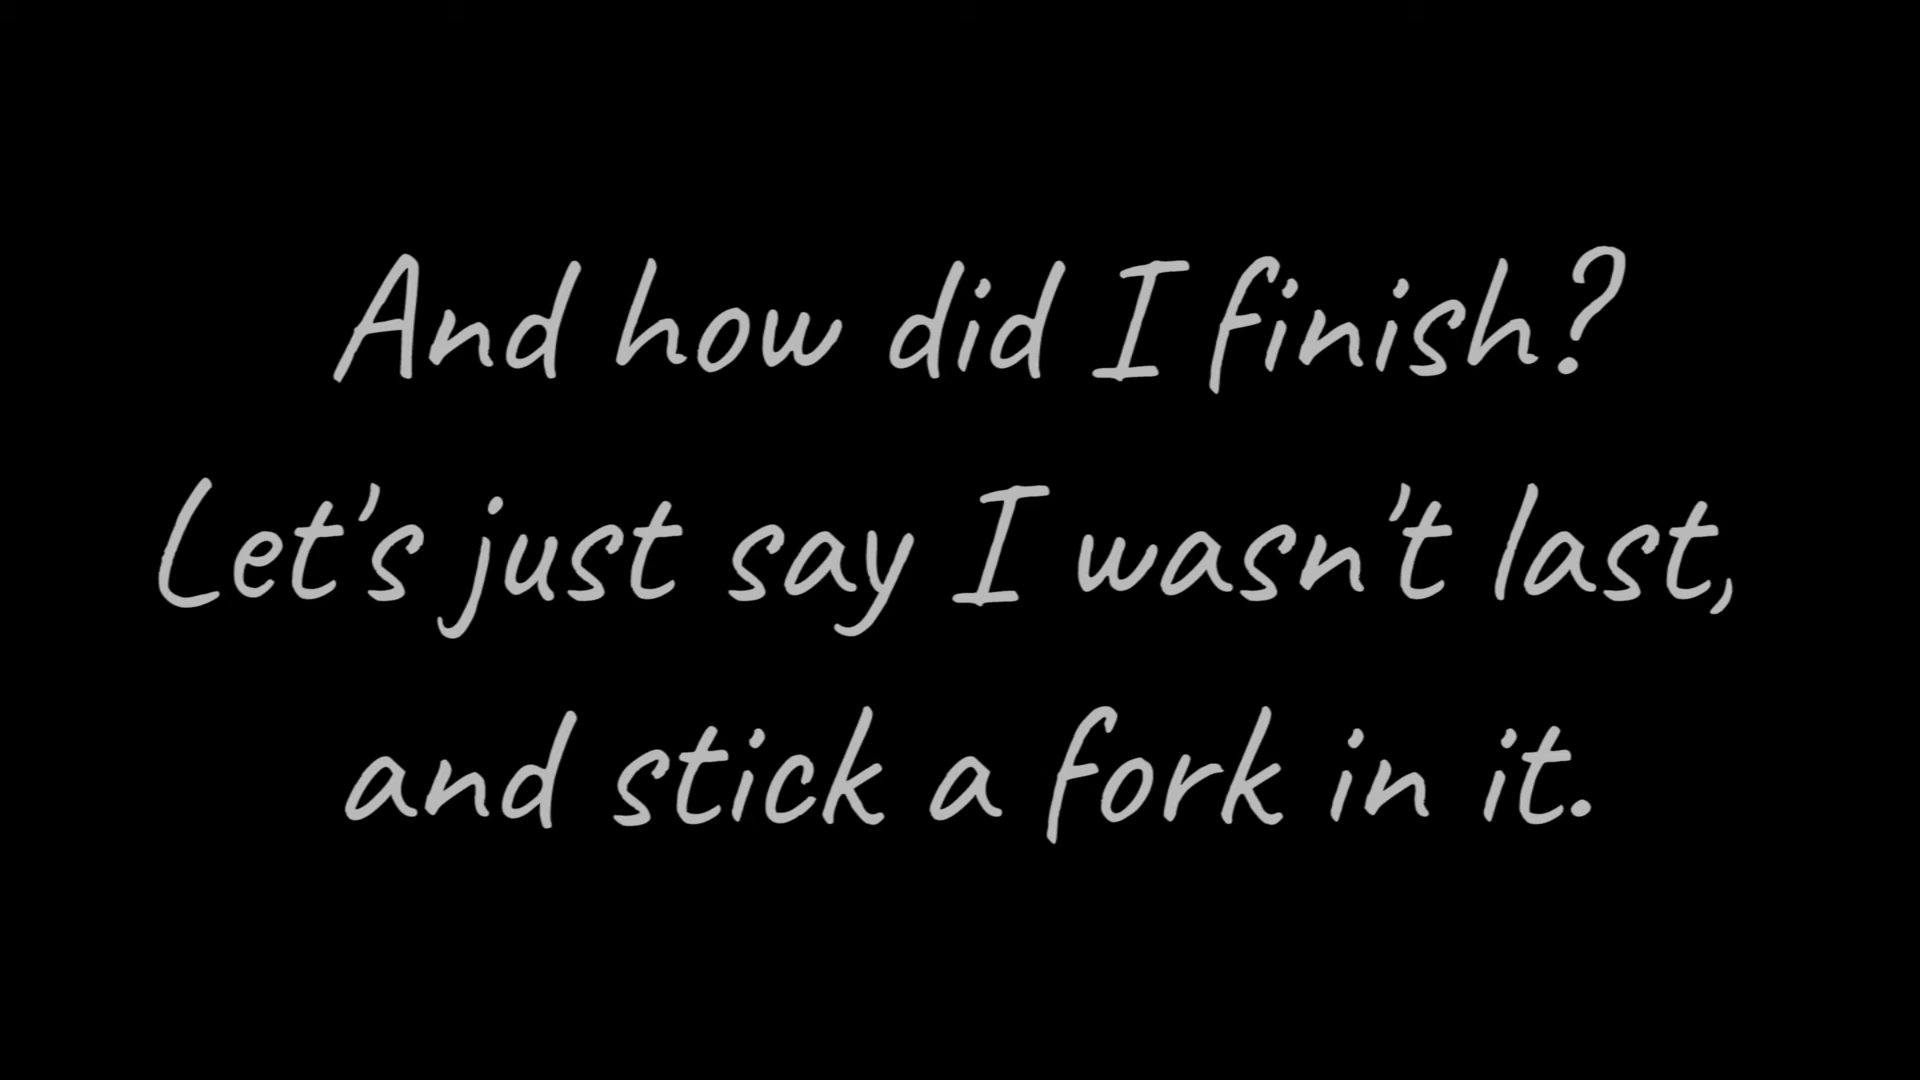 And how did I finish?
Let's just say I wasn't last,
and stick a fork in it.